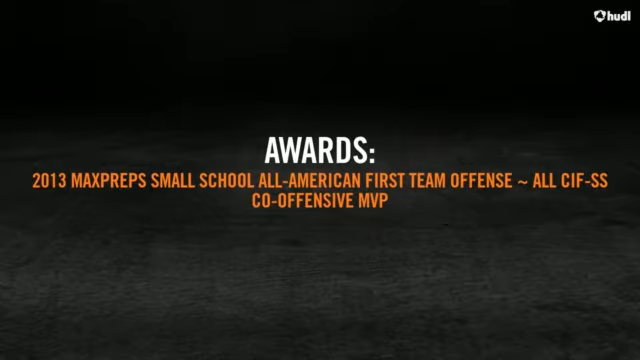 hudl
AWARDS:
2013 MAXPREPS SMALL SCHOOL ALL-AMERICAN FIRST TEAM OFFENSE ~ ALL CIF-SS
CO-OFFENSIVE MVP